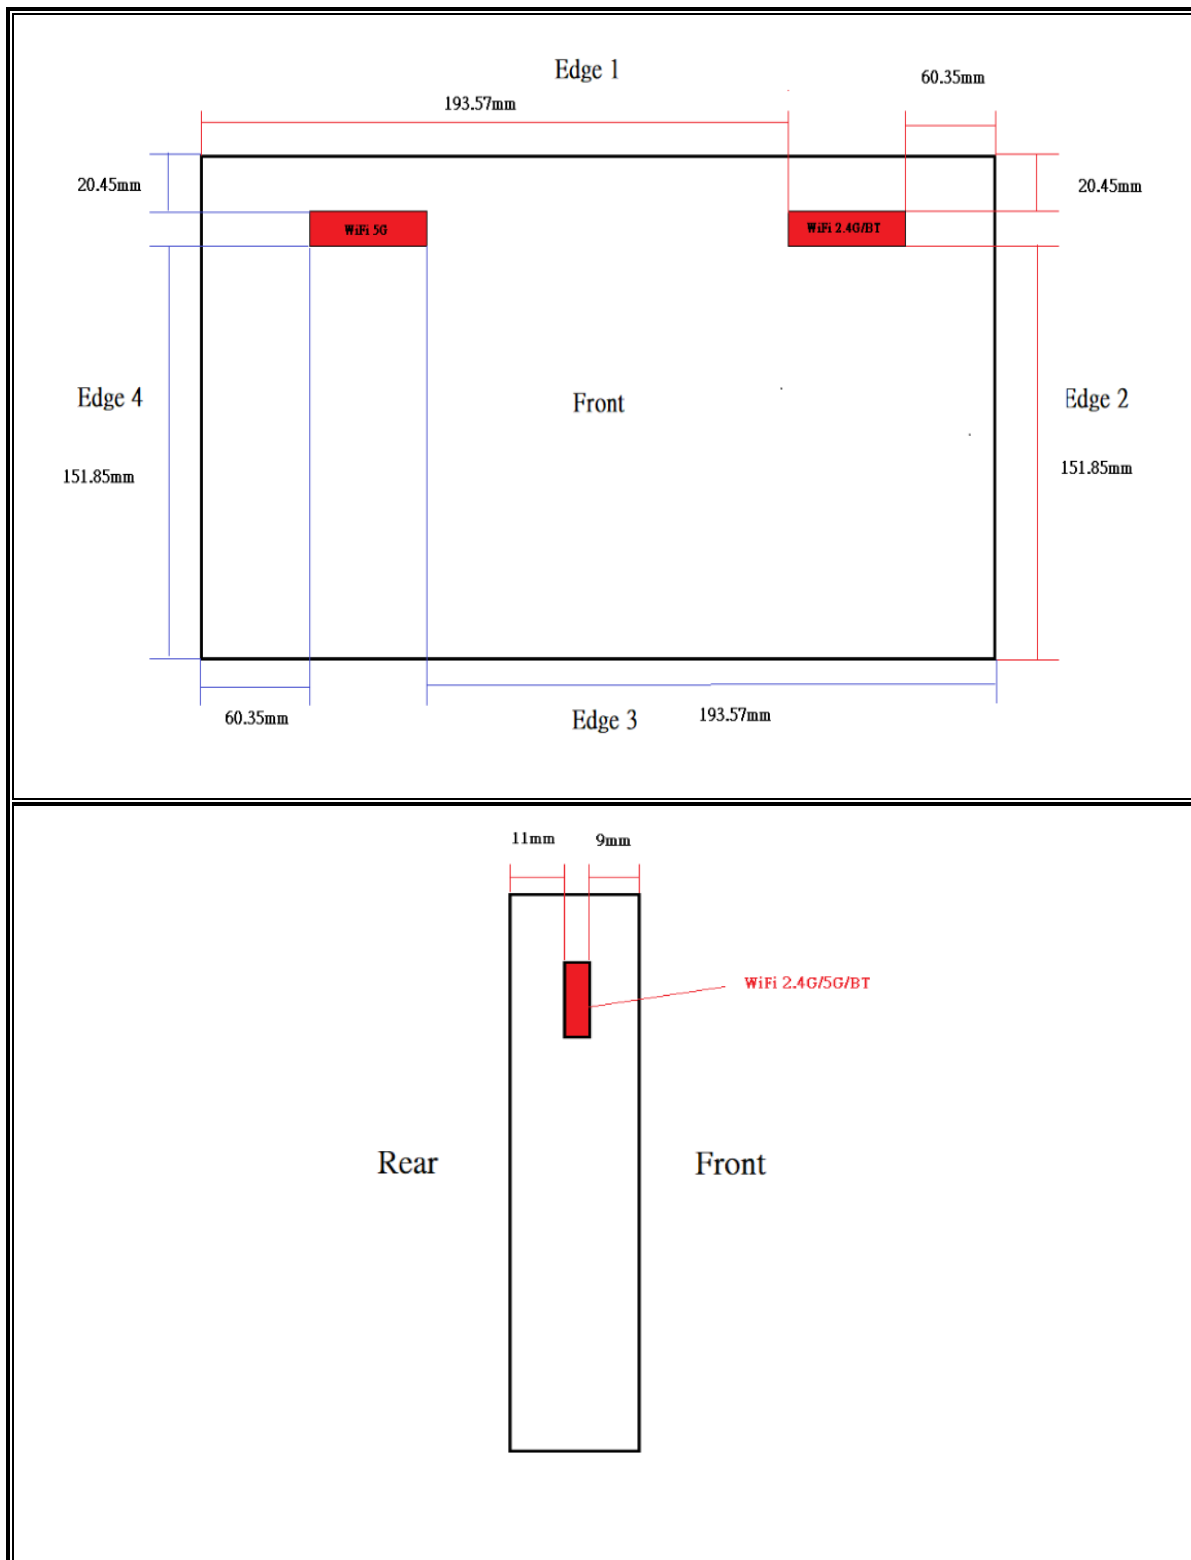 Edge 1
60.35mm
193.57mm
20.45mm
20.45mm
WiFi 5G
WiFi 2.4G/BT
Edge 4
Front
Edge 2
151.85mm
151.85mm
60.35mm
Edge 3
193.57mm
11mm
9mm
WiFi 2.4G/5G/BT
Rear
Front